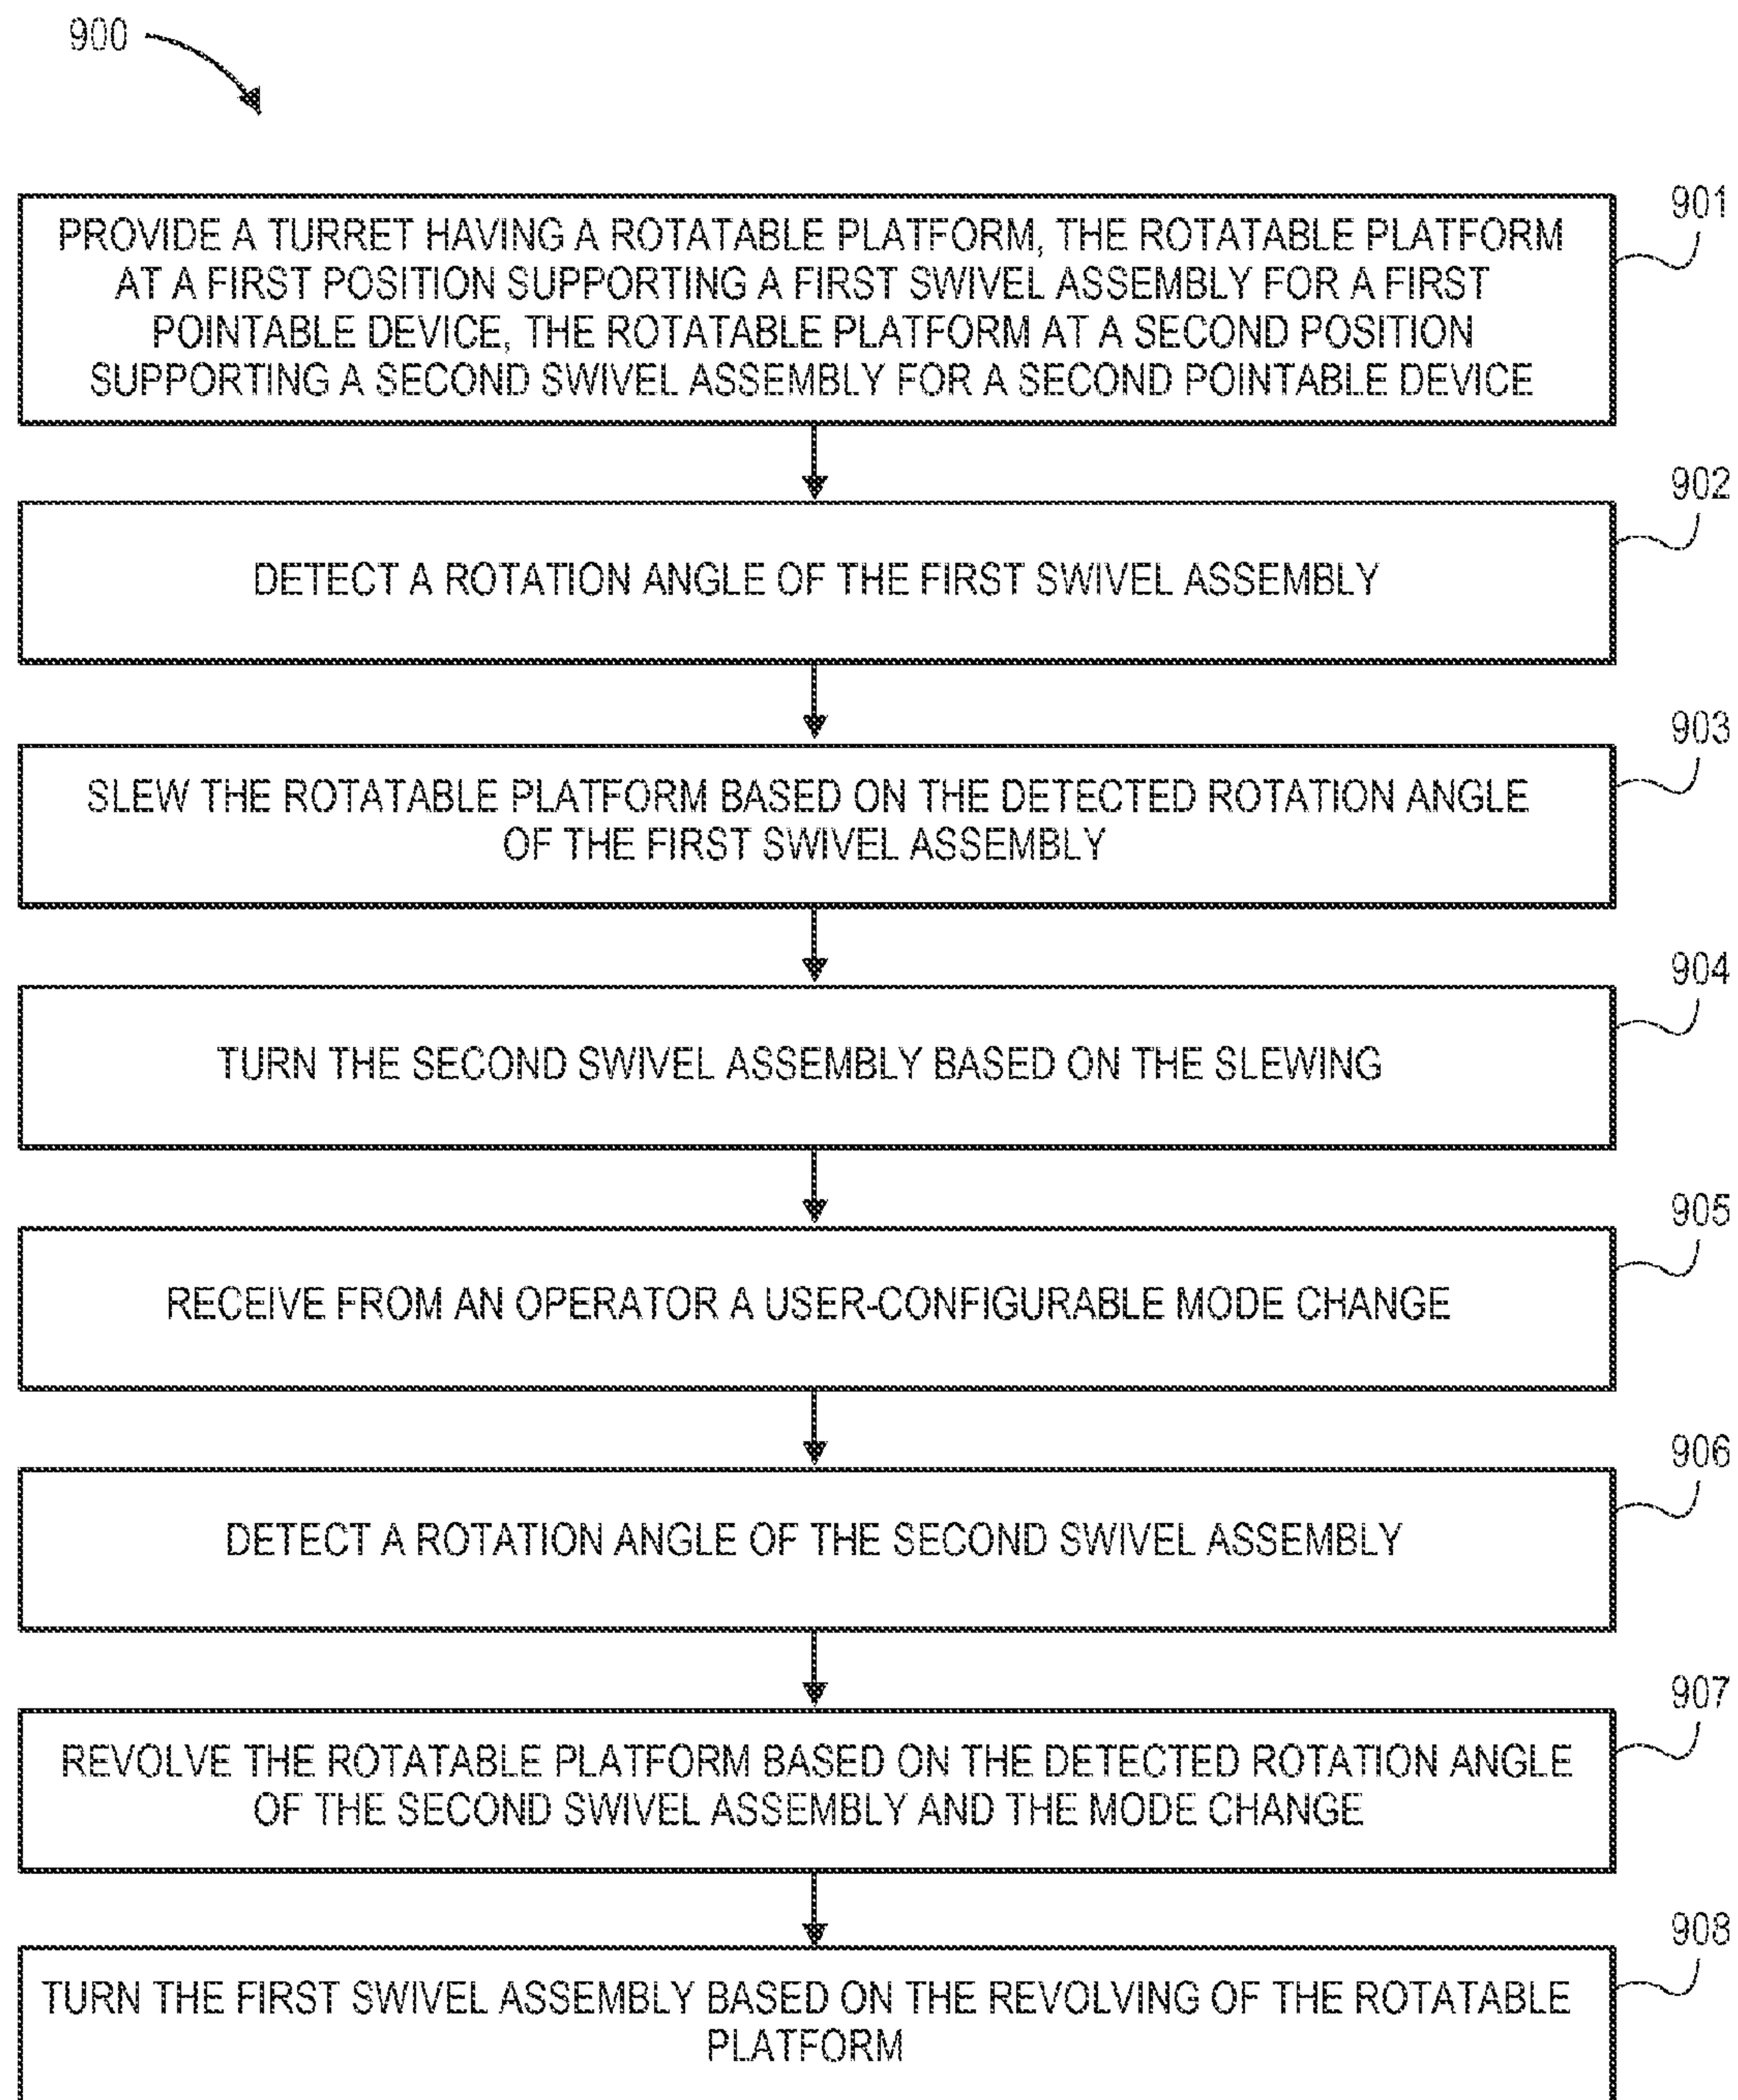 900
901
PROVIDE A TURRET HAVING A ROTATABLE PLATFORM, THE ROTATABLE PLATFORM
AT A FIRST POSITION SUPPORTING A FIRST SWIVEL ASSEMBLY FOR A FIRST
POINTABLE DEVICE, THE ROTATABLE PLATFORM AT A SECOND POSITION
SUPPORTING A SECOND SWIVEL ASSEMBLY FOR A SECOND POINTABLE DEVICE
902
DETECT A ROTATION ANGLE OF THE FIRST SWIVEL ASSEMBLY
903
SLEW THE ROTATABLE PLATFORM BASED ON THE DETECTED ROTATION ANGLE
OF THE FIRST SWIVEL ASSEMBLY
904
TURN THE SECOND SWIVEL ASSEMBLY BASED ON THE SLEWING
905
RECEIVE FROM AN OPERATOR A USER-CONFIGURABLE MODE CHANGE
906
DETECT A ROTATION ANGLE OF THE SECOND SWIVEL ASSEMBLY
907
REVOLVE THE ROTATABLE PLATFORM BASED ON THE DETECTED ROTATION ANGLE
OF THE SECOND SWIVEL ASSEMBLY AND THE MODE CHANGE
908
TURN THE FIRST SWIVEL ASSEMBLY BASED ON THE REVOLVING OF THE ROTATABLE
PLATFORM